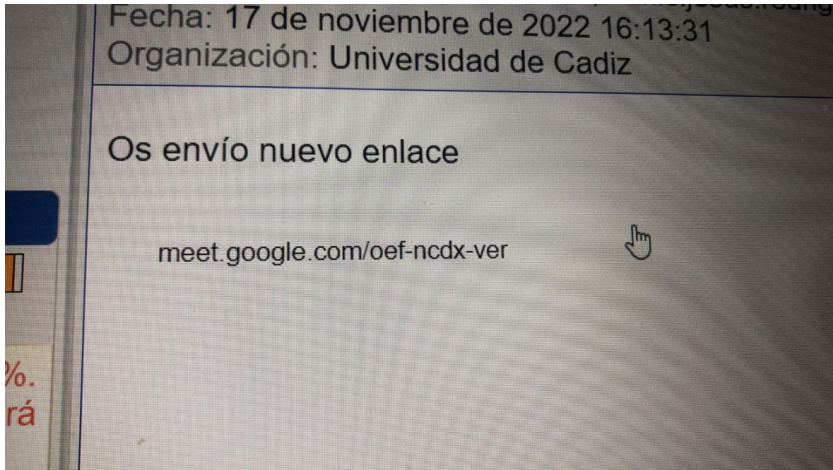 Fecha: 17 de noviembre de 2022 16:13:31
Organización: Universidad de Cadiz
Os envío nuevo enlace
meet.google.com/oef-ncdx-ver
%.
rá